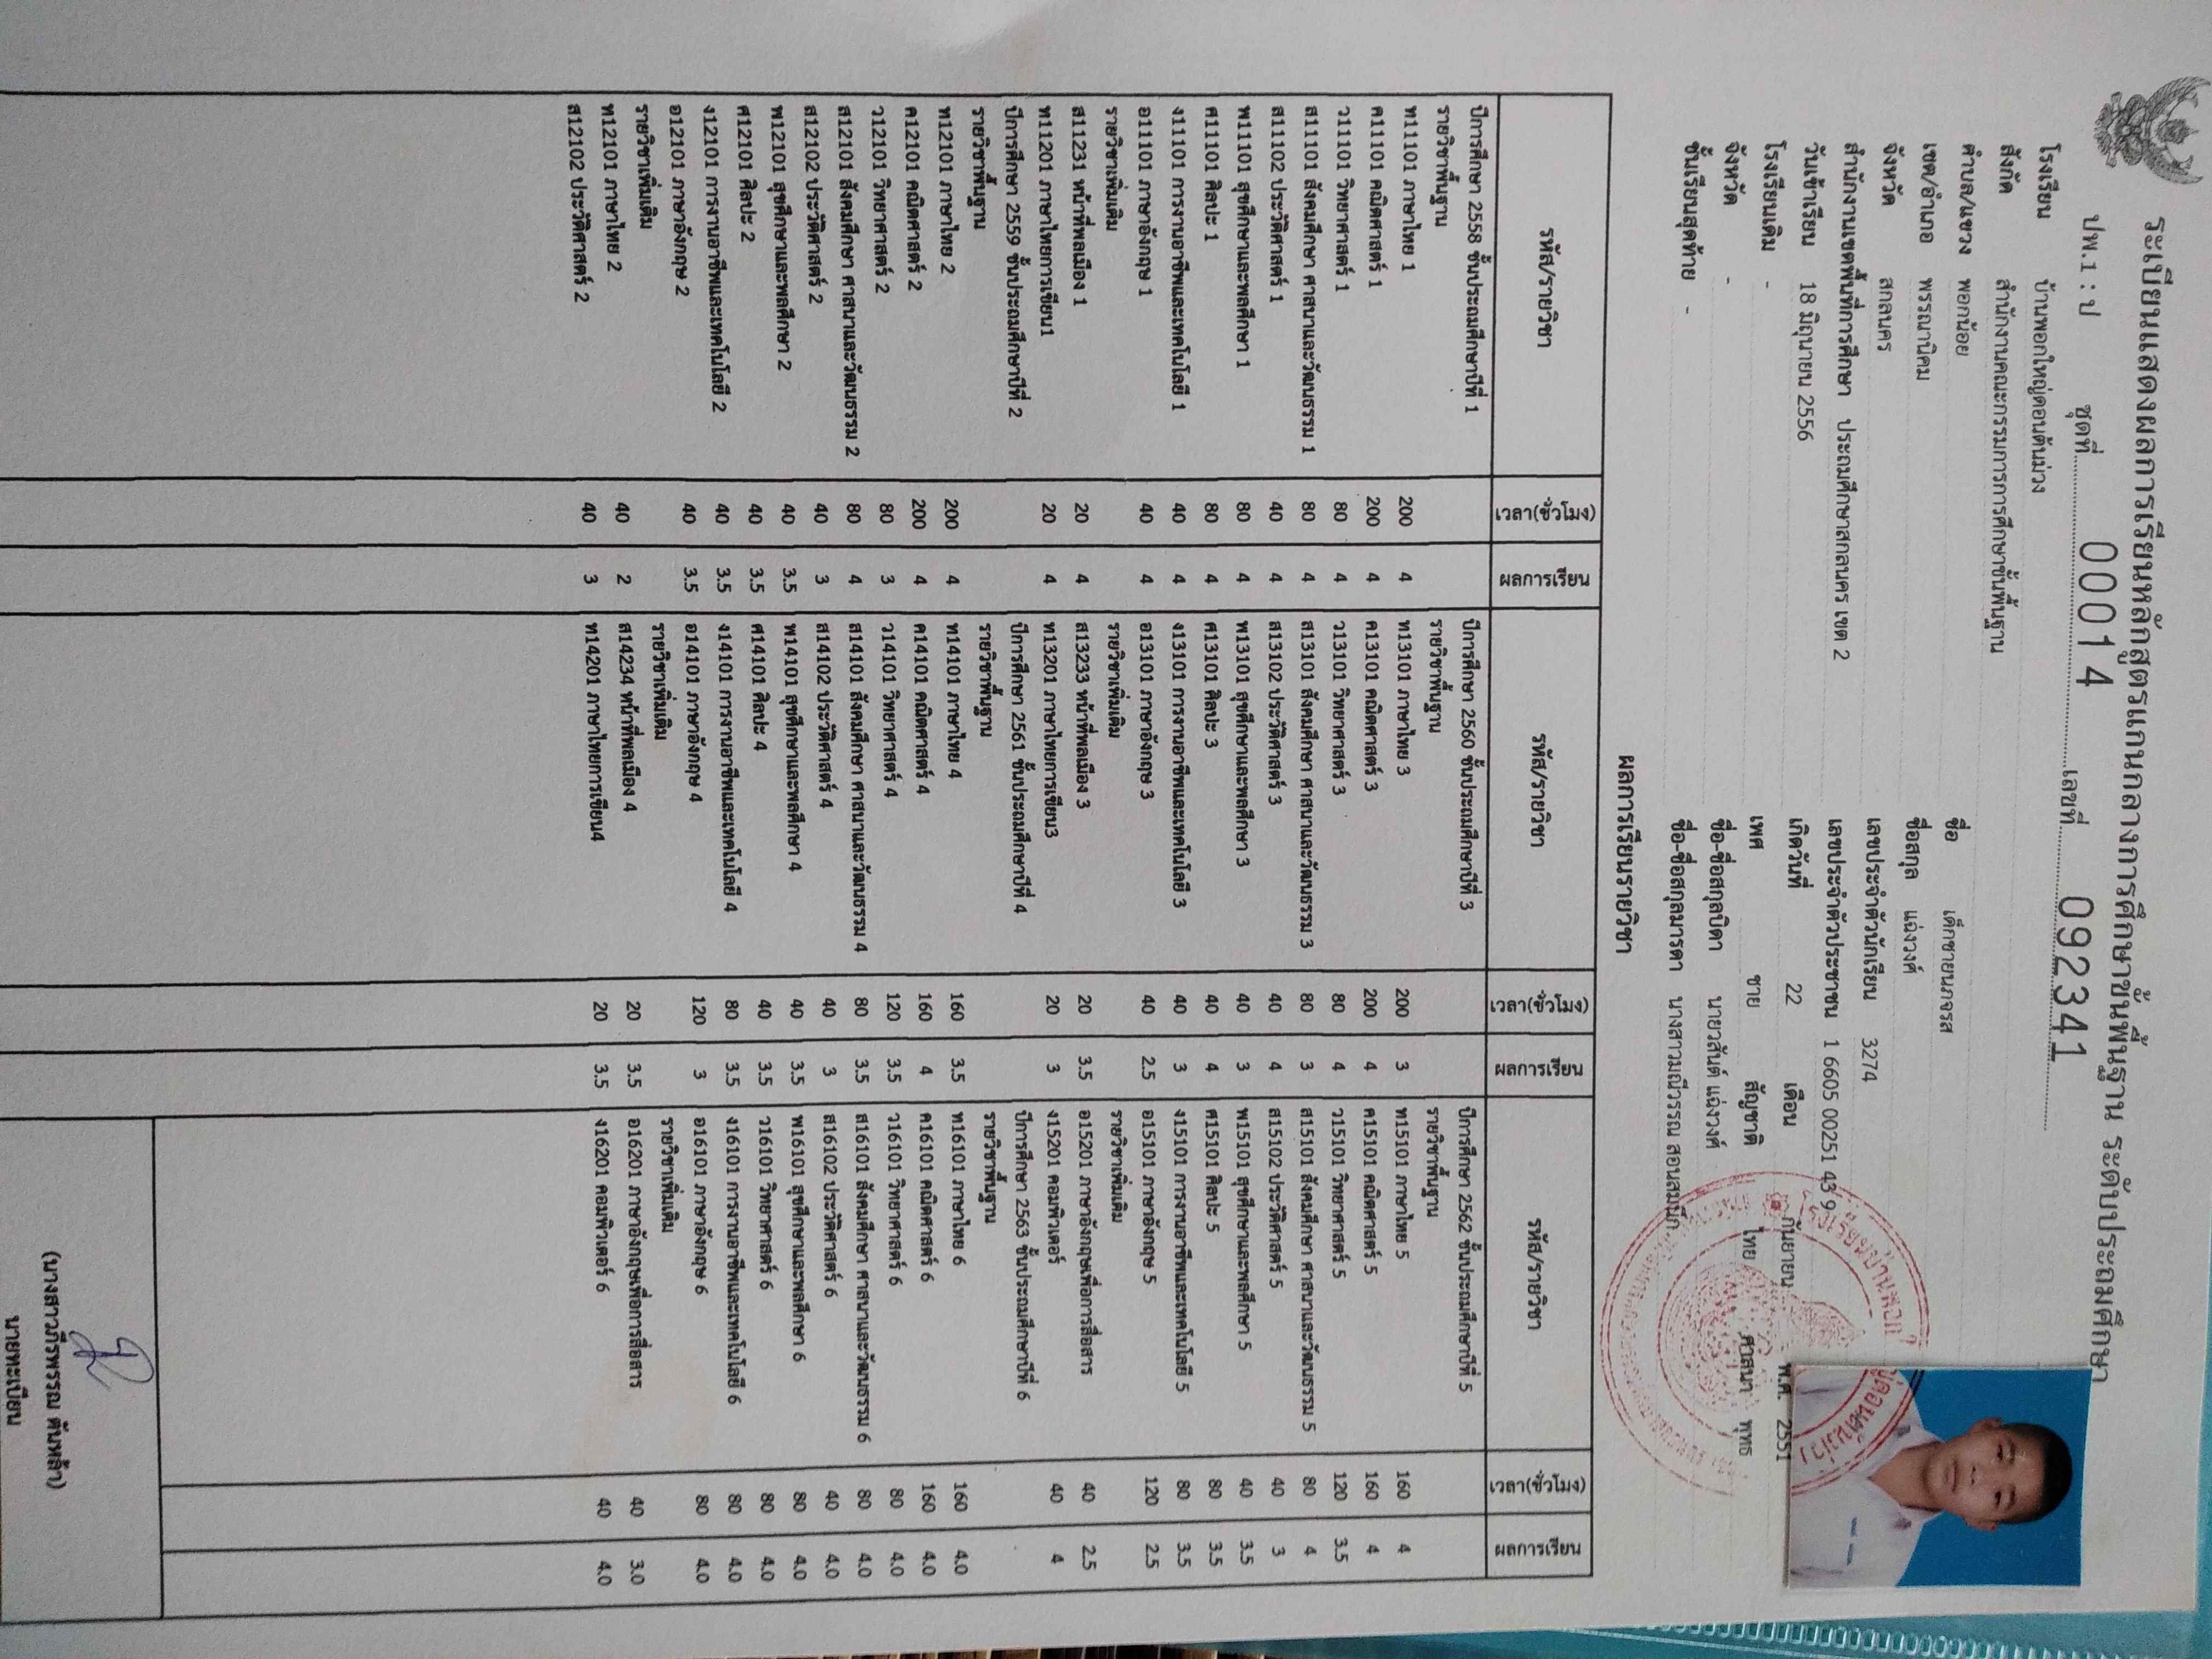 ระเบียนแสดงผลการเรียนหลักสูตรแกนกลางการศึกษาขั้นพื้นฐาน ระดับประถมศึกษา
ปพ.1 : ป ชุดที่ 00014 เลขที่ 092341
โรงเรียน บ้านพอกใหญ่ดอนต้นม่วง
สังกัด สำนักงานคณะกรรมการการศึกษาขั้นพื้นฐาน
ตำบล/แขวง พอกน้อย
เขต/อำเภอ พรรณานิคม
จังหวัด สกลนคร
สำนักงานเขตพื้นที่การศึกษา ประถมศึกษาสกลนคร เขต 2
วันเข้าเรียน 18 มิถุนายน 2556
โรงเรียนเดิม -
จังหวัด -
ชั้นเรียนสุดท้าย -
ชื่อ เด็กชายนภจรส
ชื่อสกุล แฉ่งวงศ์
เลขประจำตัวนักเรียน 3274
เลขประจำตัวประชาชน 1 6605 00251 43 9
เกิดวันที่ 22 เดือน กันยายน พ.ศ. 2551
เพศ ชาย สัญชาติ ไทย ศาสนา พุทธ
ชื่อ-ชื่อสกุลบิดา นายวสันต์ แฉ่งวงศ์
ชื่อ-ชื่อสกุลมารดา นางสาวมณีวรรณ สอนสมนึก
ผลการเรียนรายวิชา
รหัส/รายวิชา เวลา(ชั่วโมง) ผลการเรียน
ปีการศึกษา 2558 ชั้นประถมศึกษาปีที่ 1
รายวิชาพื้นฐาน
ท11101 ภาษาไทย 1 200 4
ค11101 คณิตศาสตร์ 1 200 4
ว11101 วิทยาศาสตร์ 1 80 4
ส11101 สังคมศึกษา ศาสนาและวัฒนธรรม 1 80 4
ส11102 ประวัติศาสตร์ 1 40 4
พ11101 สุขศึกษาและพลศึกษา 1 80 4
ศ11101 ศิลปะ 1 80 4
ง11101 การงานอาชีพและเทคโนโลยี 1 40 4
อ11101 ภาษาอังกฤษ 1 40 4
รายวิชาเพิ่มเติม
ส11231 หน้าที่พลเมือง 1 20 4
ท11201 ภาษาไทยการเขียน1 20 4
ปีการศึกษา 2559 ชั้นประถมศึกษาปีที่ 2
รายวิชาพื้นฐาน
ท12101 ภาษาไทย 2 200 4
ค12101 คณิตศาสตร์ 2 200 4
ว12101 วิทยาศาสตร์ 2 80 3
ส12101 สังคมศึกษา ศาสนาและวัฒนธรรม 2 80 4
ส12102 ประวัติศาสตร์ 2 40 3
พ12101 สุขศึกษาและพลศึกษา 2 40 3.5
ศ12101 ศิลปะ 2 40 3.5
ง12101 การงานอาชีพและเทคโนโลยี 2 40 3.5
อ12101 ภาษาอังกฤษ 2 40 3.5
รายวิชาเพิ่มเติม
ท12101 ภาษาไทย 2 40 2
ส12102 ประวัติศาสตร์ 2 40 3
รหัส/รายวิชา เวลา(ชั่วโมง) ผลการเรียน
ปีการศึกษา 2560 ชั้นประถมศึกษาปีที่ 3
รายวิชาพื้นฐาน
ท13101 ภาษาไทย 3 200 3
ค13101 คณิตศาสตร์ 3 200 4
ว13101 วิทยาศาสตร์ 3 80 4
ส13101 สังคมศึกษา ศาสนาและวัฒนธรรม 3 80 3
ส13102 ประวัติศาสตร์ 3 40 4
พ13101 สุขศึกษาและพลศึกษา 3 40 3
ศ13101 ศิลปะ 3 40 4
ง13101 การงานอาชีพและเทคโนโลยี 3 40 3
อ13101 ภาษาอังกฤษ 3 40 2.5
รายวิชาเพิ่มเติม
ส13233 หน้าที่พลเมือง 3 20 3.5
ท13201 ภาษาไทยการเขียน3 20 3
ปีการศึกษา 2561 ชั้นประถมศึกษาปีที่ 4
รายวิชาพื้นฐาน
ท14101 ภาษาไทย 4 160 3.5
ค14101 คณิตศาสตร์ 4 160 4
ว14101 วิทยาศาสตร์ 4 120 3.5
ส14101 สังคมศึกษา ศาสนาและวัฒนธรรม 4 80 3.5
ส14102 ประวัติศาสตร์ 4 40 3
พ14101 สุขศึกษาและพลศึกษา 4 40 3.5
ศ14101 ศิลปะ 4 40 3.5
ง14101 การงานอาชีพและเทคโนโลยี 4 80 3.5
อ14101 ภาษาอังกฤษ 4 120 3
รายวิชาเพิ่มเติม
ส14234 หน้าที่พลเมือง 4 20 3.5
ท14201 ภาษาไทยการเขียน4 20 3.5
รหัส/รายวิชา เวลา(ชั่วโมง) ผลการเรียน
ปีการศึกษา 2562 ชั้นประถมศึกษาปีที่ 5
รายวิชาพื้นฐาน
ท15101 ภาษาไทย 5 160 4
ค15101 คณิตศาสตร์ 5 160 4
ว15101 วิทยาศาสตร์ 5 120 3.5
ส15101 สังคมศึกษา ศาสนาและวัฒนธรรม 5 80 4
ส15102 ประวัติศาสตร์ 5 40 3
พ15101 สุขศึกษาและพลศึกษา 5 40 3.5
ศ15101 ศิลปะ 5 80 3.5
ง15101 การงานอาชีพและเทคโนโลยี 5 80 3.5
อ15101 ภาษาอังกฤษ 5 120 2.5
รายวิชาเพิ่มเติม
อ15201 ภาษาอังกฤษเพื่อการสื่อสาร 40 2.5
ง15201 คอมพิวเตอร์ 40 4
ปีการศึกษา 2563 ชั้นประถมศึกษาปีที่ 6
รายวิชาพื้นฐาน
ท16101 ภาษาไทย 6 160 4.0
ค16101 คณิตศาสตร์ 6 160 4.0
ว16101 วิทยาศาสตร์ 6 80 4.0
ส16101 สังคมศึกษา ศาสนาและวัฒนธรรม 6 80 4.0
ส16102 ประวัติศาสตร์ 6 40 4.0
พ16101 สุขศึกษาและพลศึกษา 6 80 4.0
ว16101 วิทยาศาสตร์ 6 80 4.0
ง16101 การงานอาชีพและเทคโนโลยี 6 80 4.0
อ16101 ภาษาอังกฤษ 6 80 4.0
รายวิชาเพิ่มเติม
อ16201 ภาษาอังกฤษเพื่อการสื่อสาร 40 3.0
ง16201 คอมพิวเตอร์ 6 40 4.0
(นางสาวภีรพรรณ ต้นหล้า)
นายทะเบียน